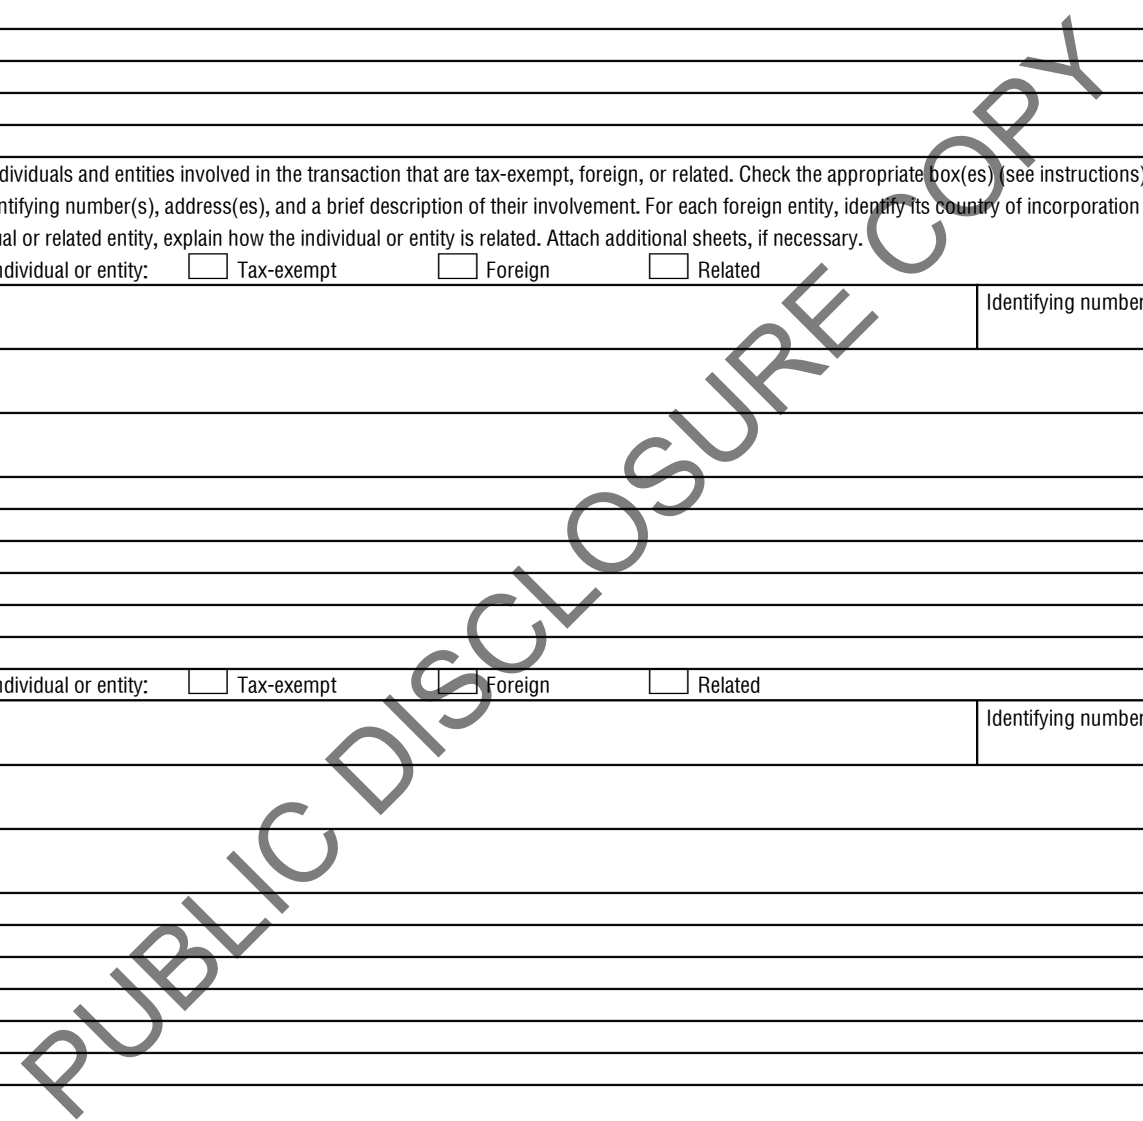 dividuals and entities involved in the transaction that are tax-exempt, foreign, or related. Check the appropriate box(es) (see instructions)
ntifying number(s), address(es), and a brief description of their involvement. For each foreign entity, identify its country of incorporation
ual or related entity, explain how the individual or entity is related. Attach additional sheets, if necessary.
ndividual or entity: Tax-exempt Foreign Related
Identifying number
ndividual or entity: Tax-exempt Foreign Related
Identifying number
PUBLIC DISCLOSURE COPY